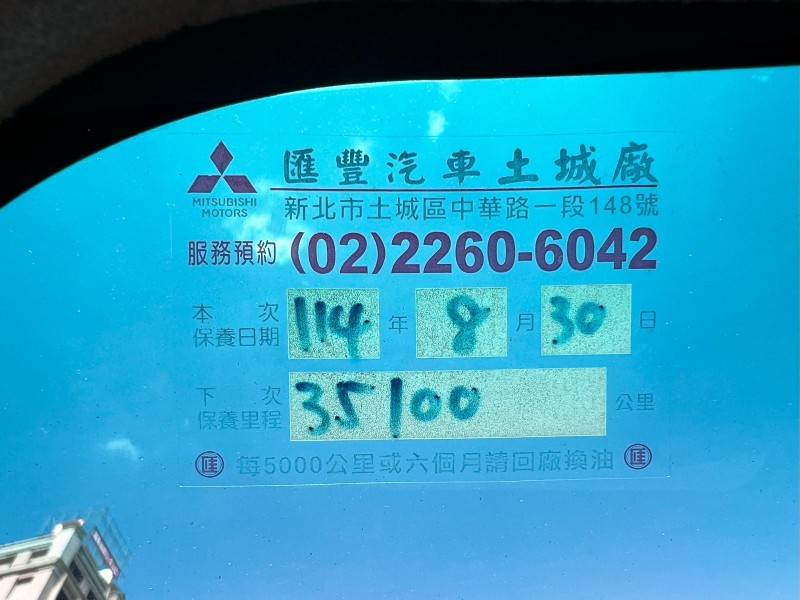 匯豐汽車土城廠
MITSUBISHI
MOTORS
新北市土城區中華路一段148號
服務預約 (02)2260-6042
本次
保養日期 114 年 8 月 30 日
下次
保養里程 35100 公里
匯 每5000公里或六個月請回廠換油 匯